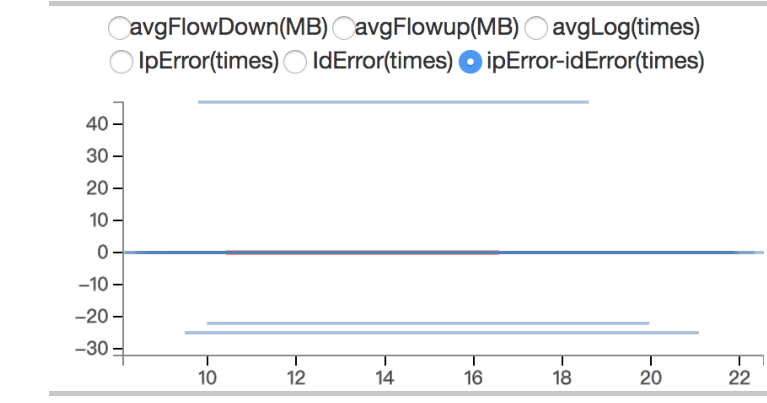 avgFlowDown(MB) avgFlowup(MB) avgLog(times)
IpError(times) IdError(times) ipError-idError(times)
40
30
20
10
0
−10
−20
−30
10 12 14 16 18 20 22